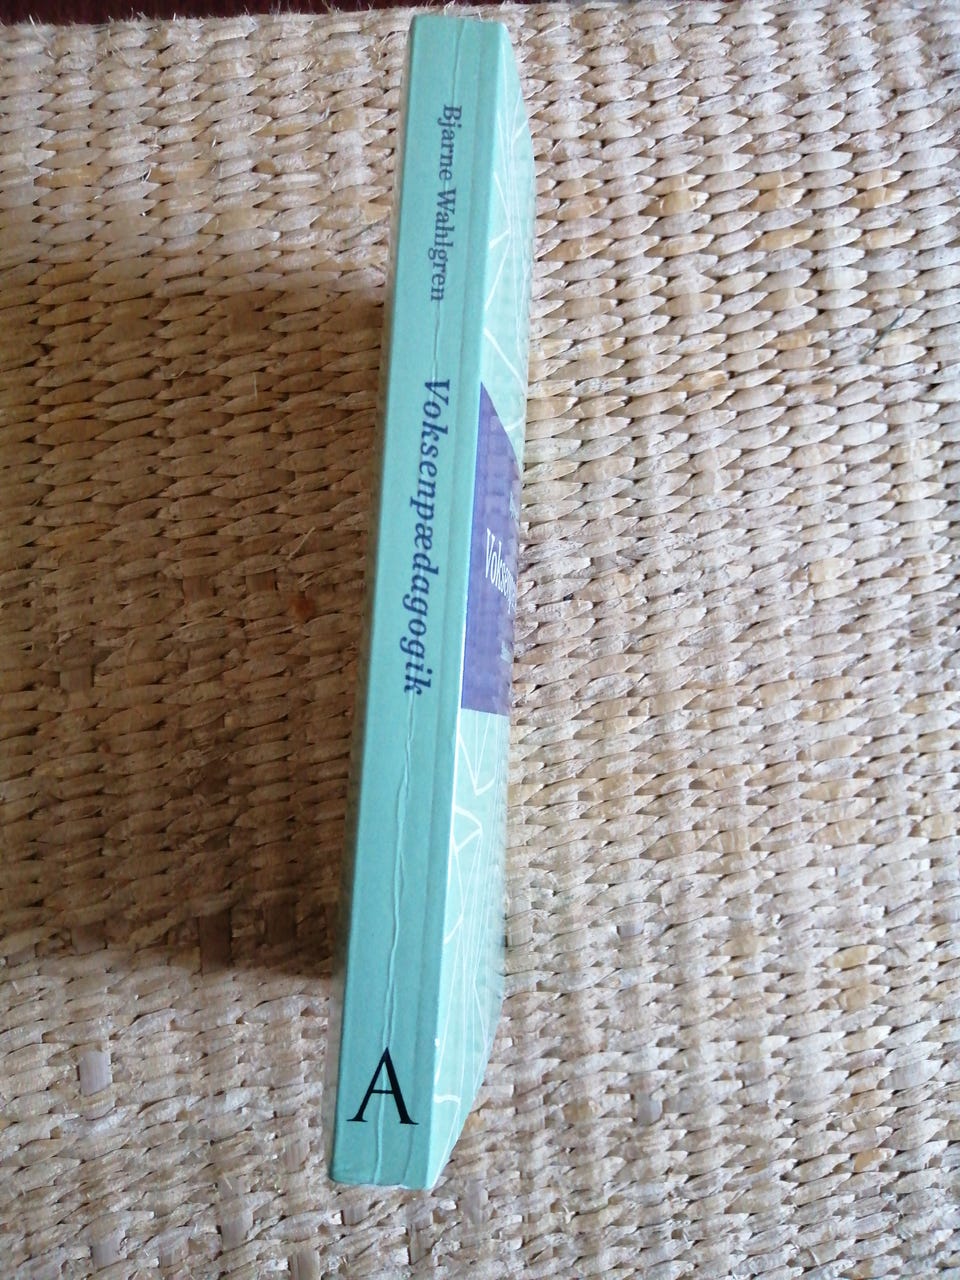 Bjarne Wahlgren
Voksenpædagogik
A